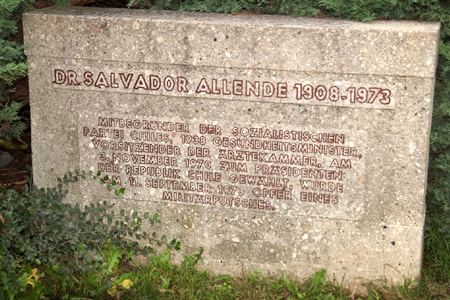 DR. SALVADOR ALLENDE 1908-1973
MITBEGRÜNDER DER SOZIALISTISCHEN
PARTEI CHILES, 1938 GESUNDHEITSMINISTER,
VORSITZENDER DER ÄRZTEKAMMER. AM
3. NOVEMBER 1970 ZUM PRÄSIDENTEN
DER REPUBLIK CHILE GEWÄHLT. WURDE
11. SEPTEMBER 1973 OPFER EINES
MILITÄRPUTSCHES.